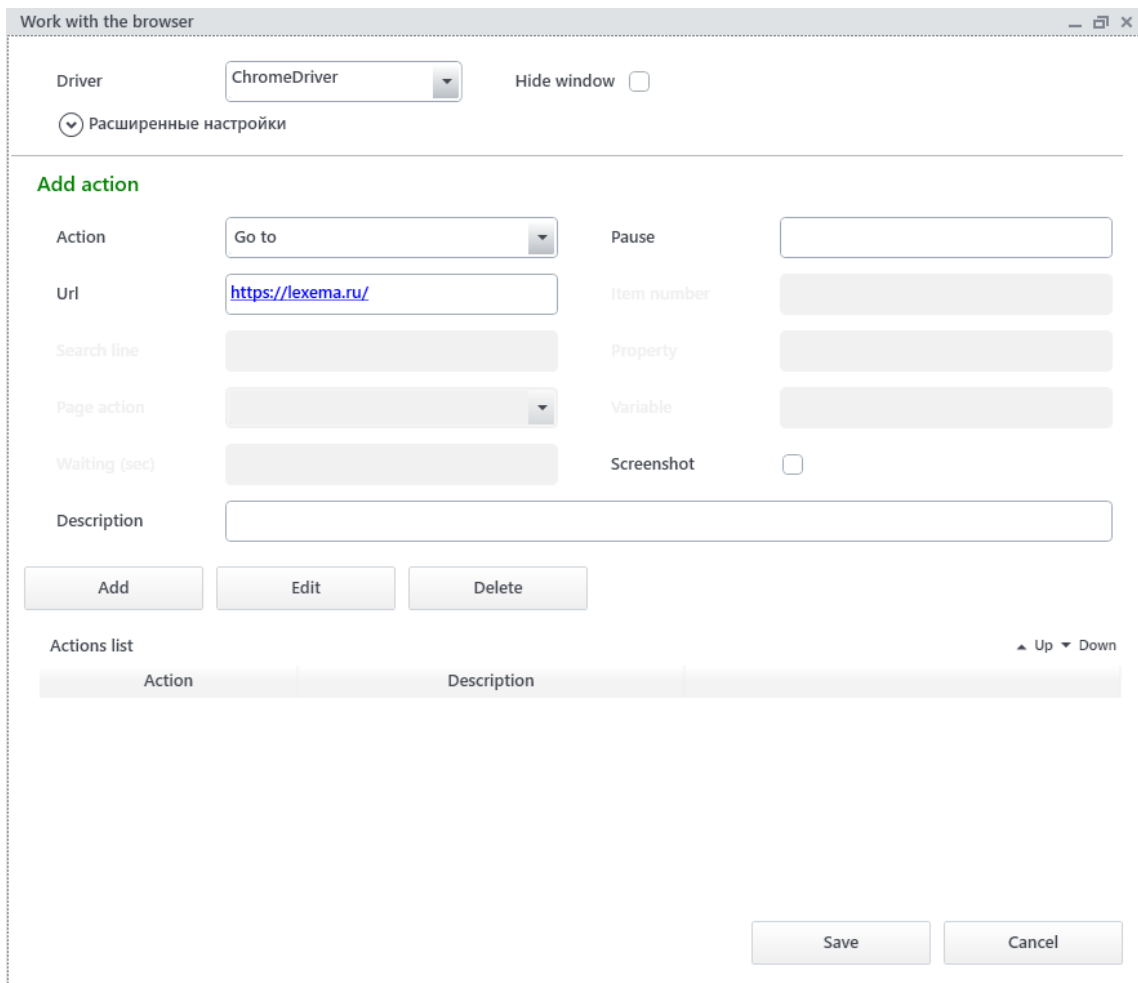 Work with the browser
Driver ChromeDriver Hide window
Расширенные настройки
Add action
Action Go to Pause
Url https://lexema.ru/ Item number
Search line Property
Page action Variable
Waiting (sec) Screenshot
Description
Add Edit Delete
Actions list Up Down
Action Description
Save Cancel